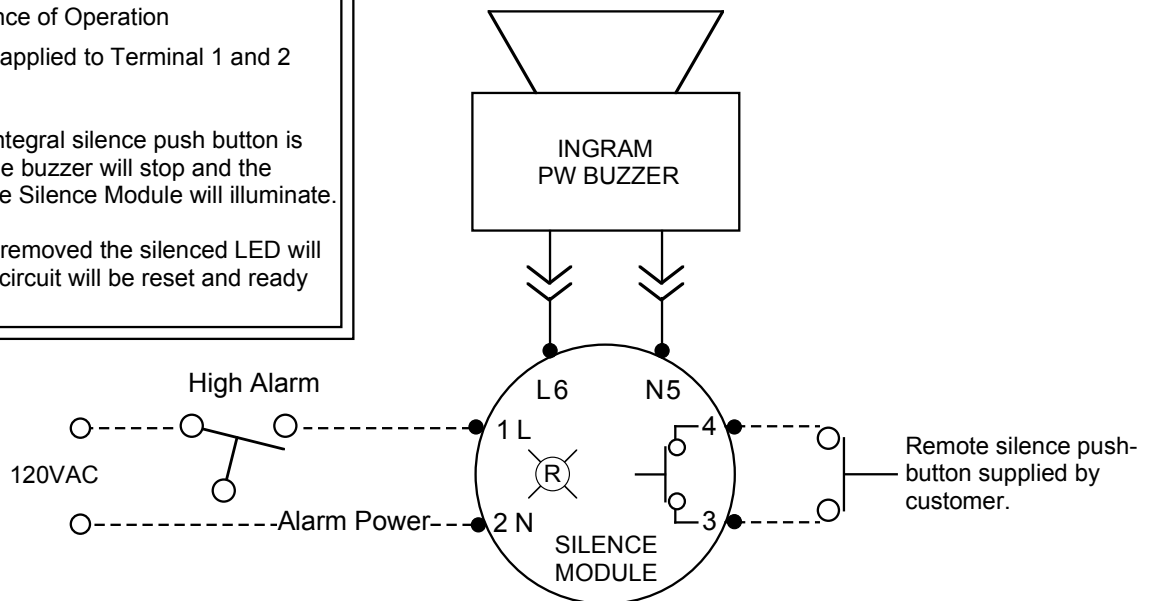 nce of Operation
applied to Terminal 1 and 2
ntegral silence push button is
e buzzer will stop and the
e Silence Module will illuminate.
removed the silenced LED will
circuit will be reset and ready
INGRAM
PW BUZZER
L6 N5
High Alarm
1 L
4
R
120VAC
Remote silence push-
button supplied by
customer.
Alarm Power
2 N
3
SILENCE
MODULE